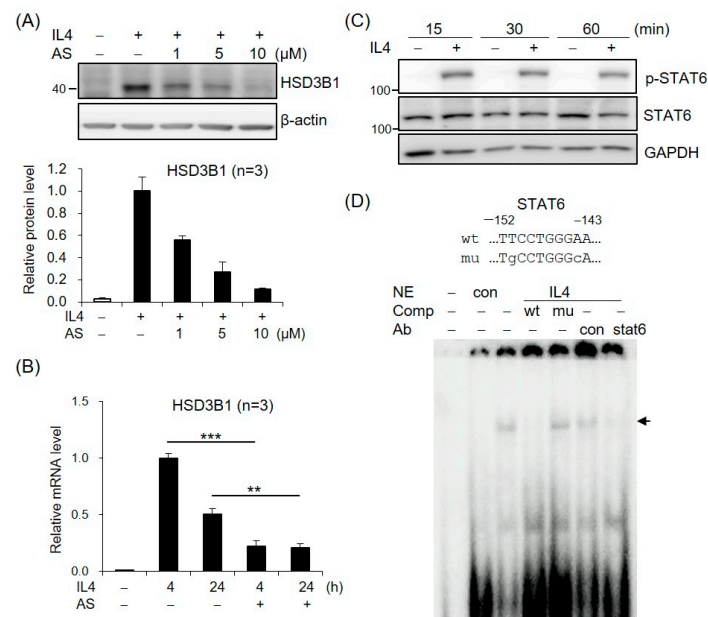 (A)
IL4 – + + + +
AS – – 1 5 10 (μM)
40 HSD3B1
β-actin
HSD3B1 (n=3)
Relative protein level
1.2
1.0
0.8
0.6
0.4
0.2
0.0
IL4 – + + + +
AS – – 1 5 10 (μM)
(B)
HSD3B1 (n=3)
Relative mRNA level
1.5
1.0
0.5
0.0
***
**
IL4 – 4 24 4 24 (h)
AS – – – + +
(C)
15 30 60 (min)
IL4 – + – + – +
100 p-STAT6
100 STAT6
GAPDH
(D)
STAT6
−152 -143
wt ...TTCCTGGGAA...
mu ...TgCCTGGGcA...
NE – con IL4
Comp – – – wt mu – –
Ab – – – – – con stat6